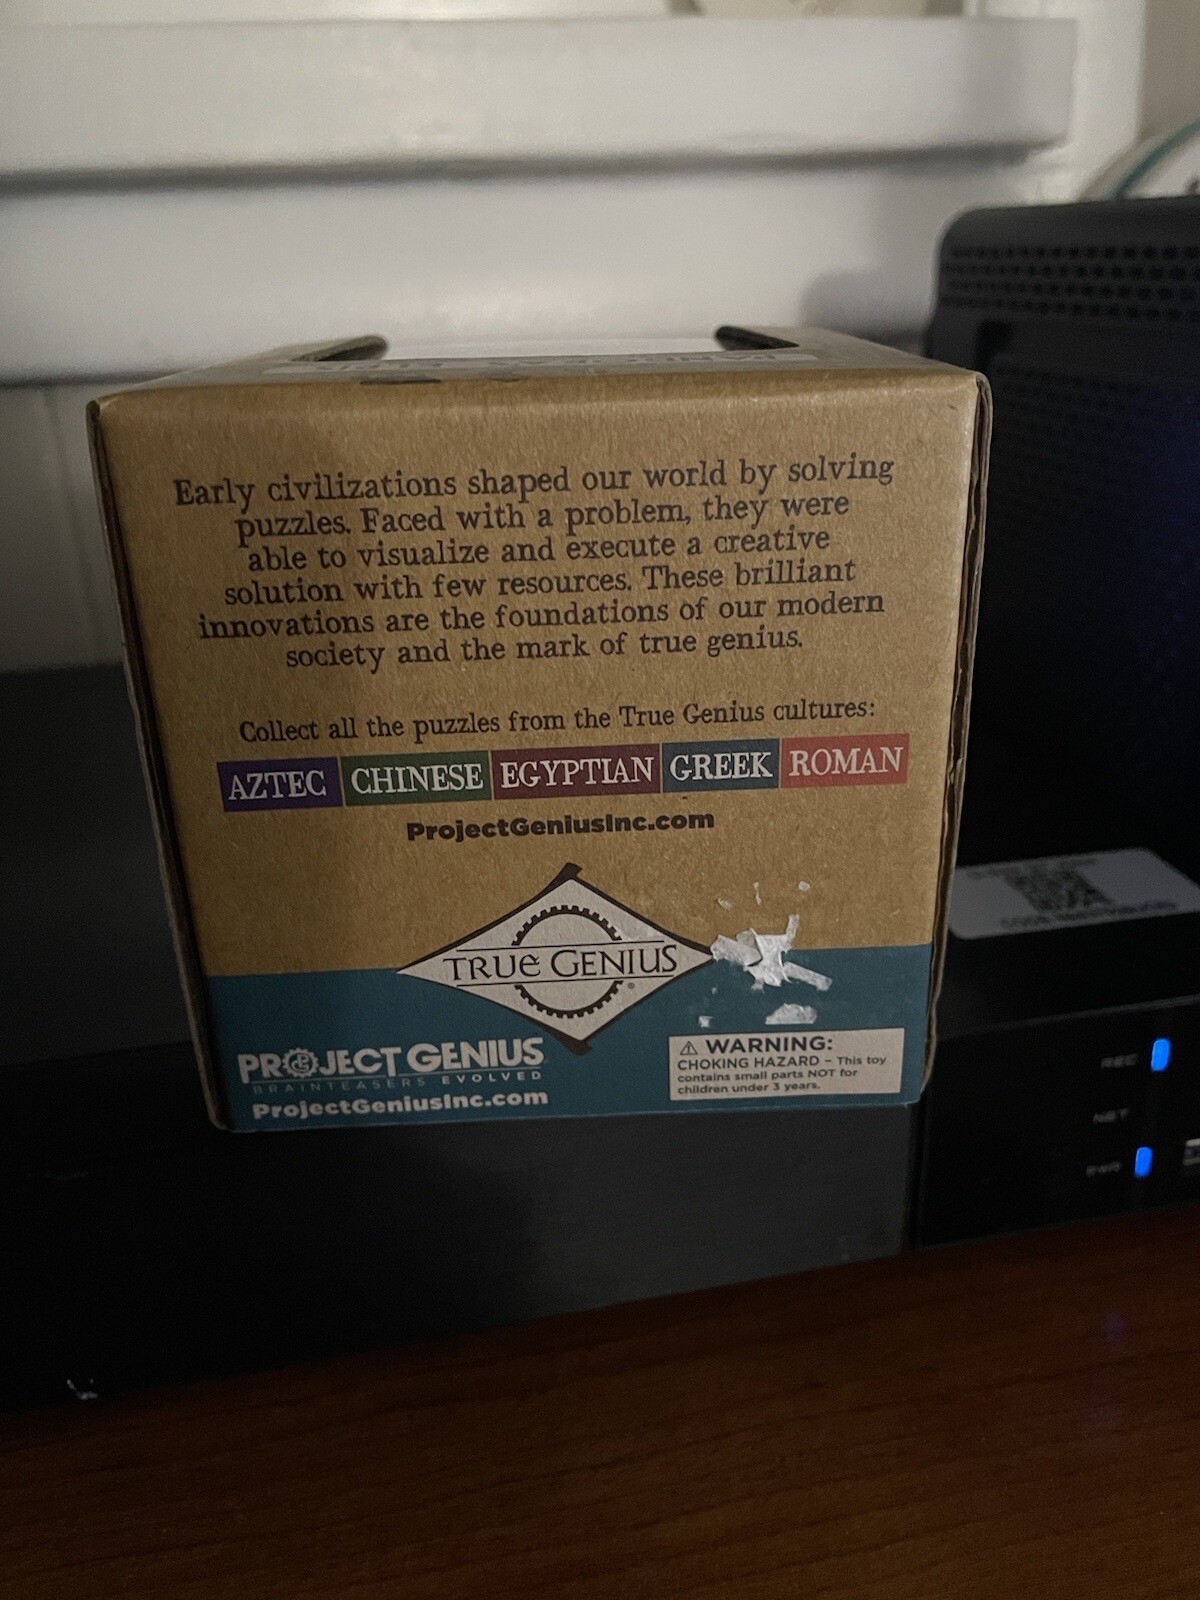 Early civilizations shaped our world by solving
puzzles. Faced with a problem, they were
able to visualize and execute a creative
solution with few resources. These brilliant
innovations are the foundations of our modern
society and the mark of true genius.
Collect all the puzzles from the True Genius cultures:
AZTEC CHINESE EGYPTIAN GREEK ROMAN
ProjectGeniusInc.com
TRUE GENIUS®
PROJECT GENIUS
BRAINTEASERS EVOLVED
ProjectGeniusInc.com
⚠ WARNING:
CHOKING HAZARD – This toy
contains small parts NOT for
children under 3 years.
REC
NET
PWR